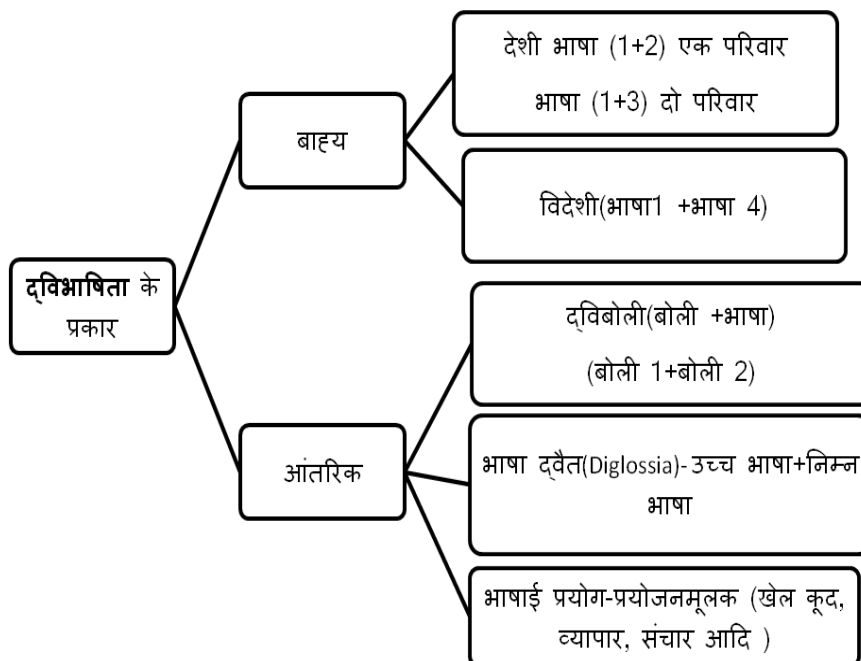 देशी भाषा (1+2) एक परिवार
भाषा (1+3) दो परिवार
बाह्य
विदेशी(भाषा1 +भाषा 4)
द्विभाषिता के
प्रकार
द्विबोली(बोली +भाषा)
(बोली 1+बोली 2)
आंतरिक
भाषा द्वैत(Diglossia)-उच्च भाषा+निम्न
भाषा
भाषाई प्रयोग-प्रयोजनमूलक (खेल कूद,
व्यापार, संचार आदि )